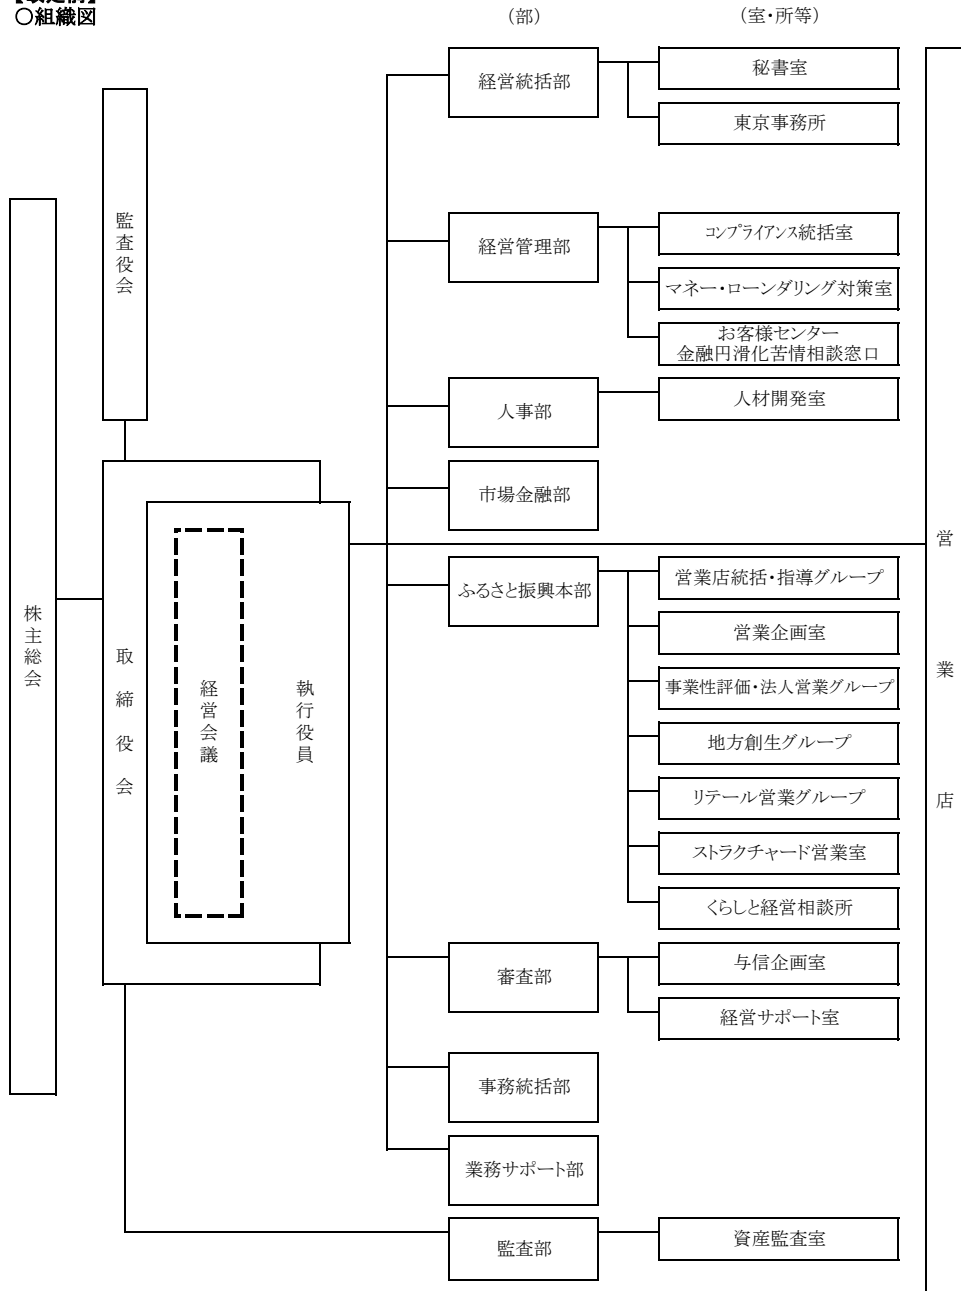 ○組織図
(部)
(室・所等)
株主総会
監査役会
取締役会
経営会議
執行役員
経営統括部
秘書室
東京事務所
経営管理部
コンプライアンス統括室
マネー・ローンダリング対策室
お客様センター
金融円滑化苦情相談窓口
人事部
人材開発室
市場金融部
ふるさと振興本部
営業店統括・指導グループ
営業企画室
事業性評価・法人営業グループ
地方創生グループ
リテール営業グループ
ストラクチャード営業室
くらしと経営相談所
審査部
与信企画室
経営サポート室
事務統括部
業務サポート部
監査部
資産監査室
営業店